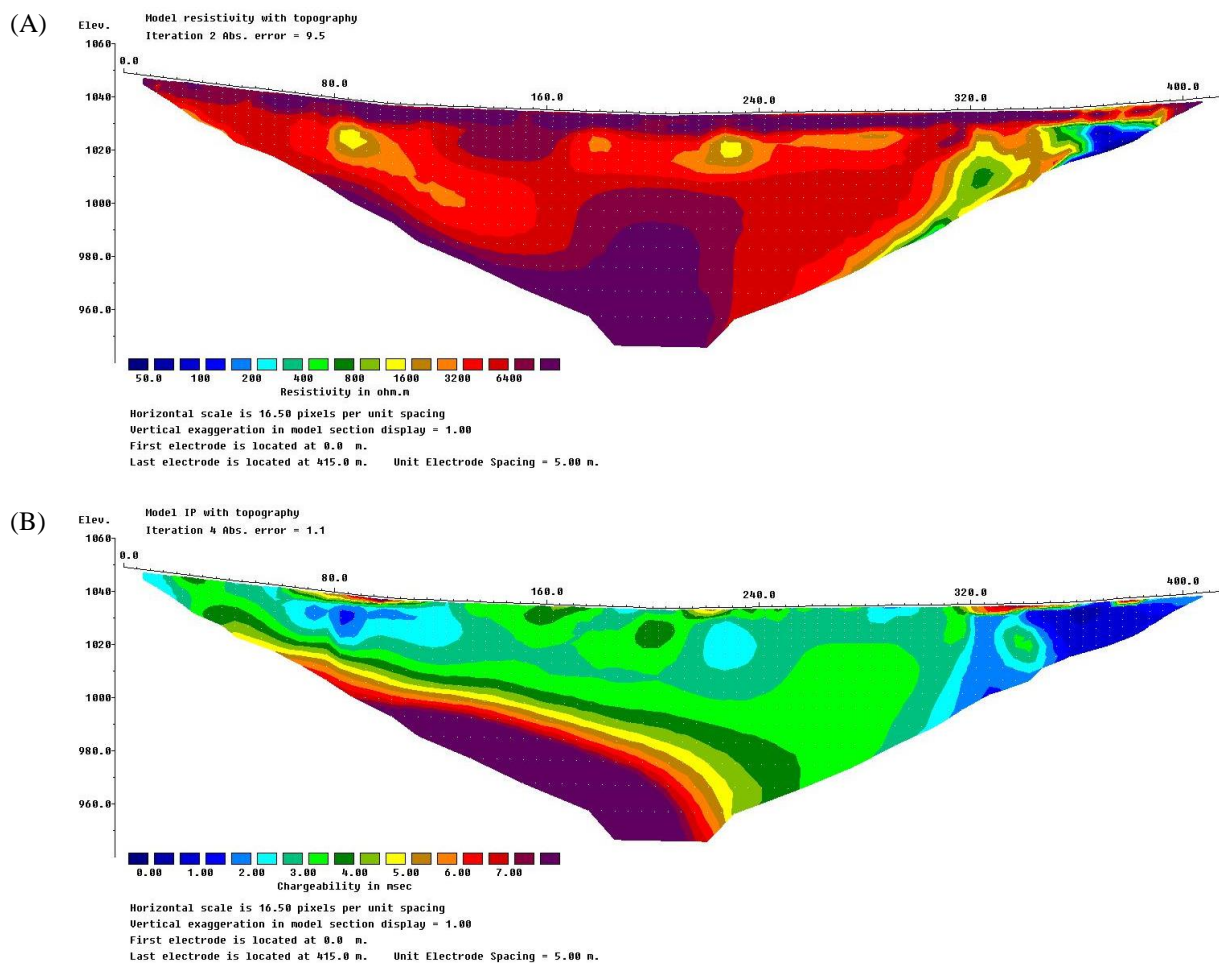 (A)
Model resistivity with topography
Elev.
Iteration 2 Abs. error = 9.5
1060
0.0
80.0
400.0
1040
160.0
240.0
320.0
1020
1000
980.0
960.0
50.0 100 200 400 800 1600 3200 6400
Resistivity in ohm.m
Horizontal scale is 16.50 pixels per unit spacing
Vertical exaggeration in model section display = 1.00
First electrode is located at 0.0 m.
Last electrode is located at 415.0 m. Unit Electrode Spacing = 5.00 m.
(B)
Model IP with topography
Elev.
Iteration 4 Abs. error = 1.1
1060
0.0
80.0
400.0
1040
160.0
240.0
320.0
1020
1000
980.0
960.0
0.00 1.00 2.00 3.00 4.00 5.00 6.00 7.00
Chargeability in msec
Horizontal scale is 16.50 pixels per unit spacing
Vertical exaggeration in model section display = 1.00
First electrode is located at 0.0 m.
Last electrode is located at 415.0 m. Unit Electrode Spacing = 5.00 m.